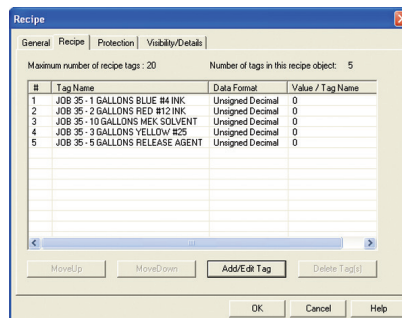 Recipe
General Recipe Protection Visibility/Details
Maximum number of recipe tags : 20 Number of tags in this recipe object: 5
# Tag Name Data Format Value / Tag Name
1 JOB 35 - 1 GALLONS BLUE #4 INK Unsigned Decimal 0
2 JOB 35 - 2 GALLONS RED #12 INK Unsigned Decimal 0
3 JOB 35 - 10 GALLONS MEK SOLVENT Unsigned Decimal 0
4 JOB 35 - 3 GALLONS YELLOW #25 Unsigned Decimal 0
5 JOB 35 - 5 GALLONS RELEASE AGENT Unsigned Decimal 0
MoveUp MoveDown Add/Edit Tag Delete Tag(s)
OK Cancel Help